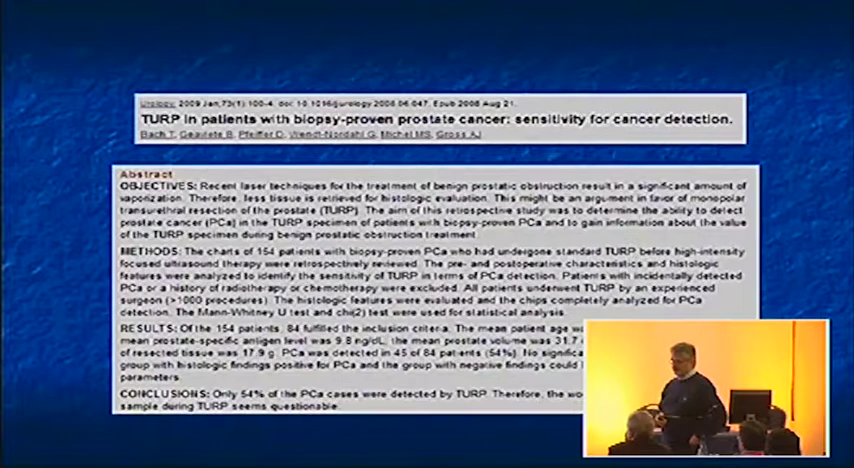 Urology. 2009 Jan;73(1):100-4. doi: 10.1016/j.urology.2008.06.047. Epub 2008 Aug 21.
TURP in patients with biopsy-proven prostate cancer: sensitivity for cancer detection.
Bach T, Geavlete B, Pfeiffer D, Wendt-Nordahl G, Michel MS, Gross AJ
Abstract
OBJECTIVES: Recent laser techniques for the treatment of benign prostatic obstruction result in a significant amount of
vaporization. Therefore, less tissue is retrieved for histologic evaluation. This might be an argument in favor of monopolar
transurethral resection of the prostate (TURP). The aim of this retrospective study was to determine the ability to detect
prostate cancer (PCa) in the TURP specimen of patients with biopsy-proven PCa and to gain information about the value
of the TURP specimen during benign prostatic obstruction treatment.
METHODS: The charts of 154 patients with biopsy-proven PCa who had undergone standard TURP before high-intensity
focused ultrasound therapy were retrospectively reviewed. The pre- and postoperative characteristics and histologic
features were analyzed to identify the sensitivity of TURP in terms of PCa detection. Patients with incidentally detected
PCa or a history of radiotherapy or chemotherapy were excluded. All patients underwent TURP by an experienced
surgeon (>1000 procedures). The histologic features were evaluated and the chips completely analyzed for PCa
detection. The Mann-Whitney U test and chi(2) test were used for statistical analysis.
RESULTS: Of the 154 patients, 84 fulfilled the inclusion criteria. The mean patient age
mean prostate-specific antigen level was 9.8 ng/dL, the mean prostate volume was 31.7
of resected tissue was 17.9 g. PCa was detected in 45 of 84 patients (54%). No
group with histologic findings positive for PCa and the group with negative findings could
parameters.
CONCLUSIONS: Only 54% of the PCa cases were detected by TURP. Therefore, the
sample during TURP seems questionable.